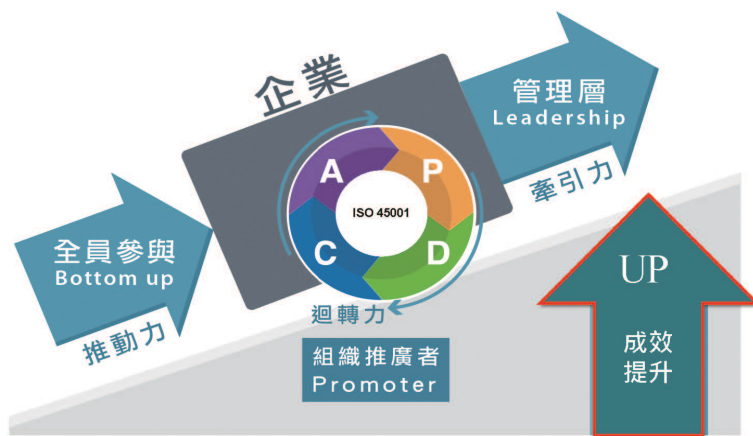 企業
管理層
Leadership
牽引力
A
P
ISO 45001
C
D
全員參與
Bottom up
推動力
迴轉力
組織推廣者
Promoter
UP
成效
提升